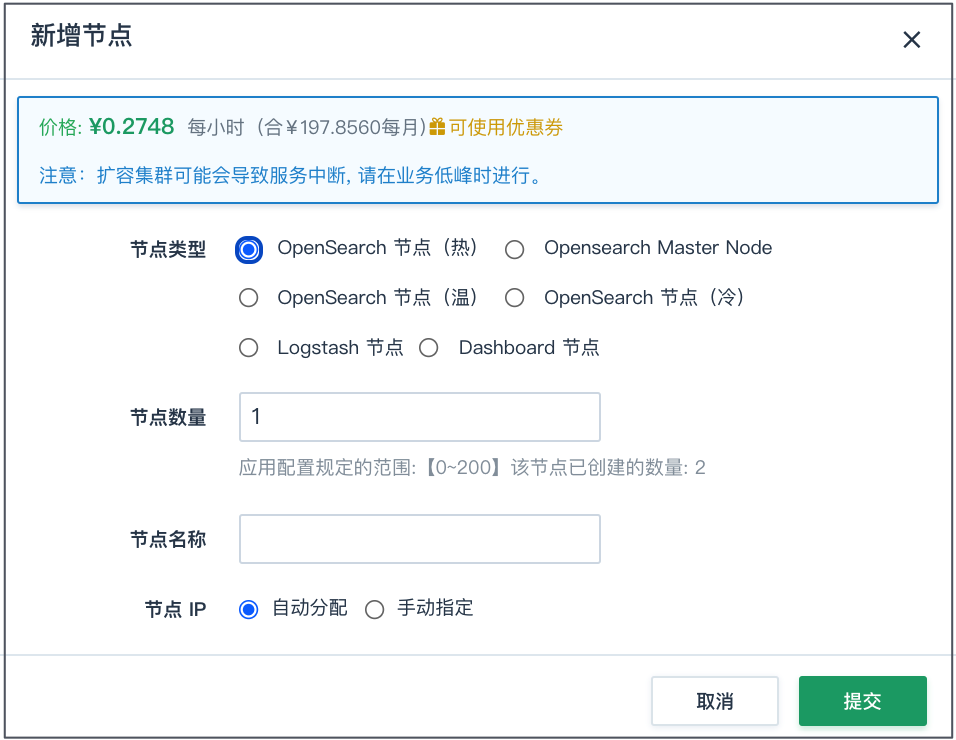 新增节点
价格: ¥0.2748 每小时（合¥197.8560每月）可使用优惠券
注意：扩容集群可能会导致服务中断, 请在业务低峰时进行。
节点类型 OpenSearch 节点（热） Opensearch Master Node
OpenSearch 节点（温） OpenSearch 节点（冷）
Logstash 节点 Dashboard 节点
节点数量 1
应用配置规定的范围:【0~200】该节点已创建的数量: 2
节点名称
节点 IP 自动分配 手动指定
取消 提交